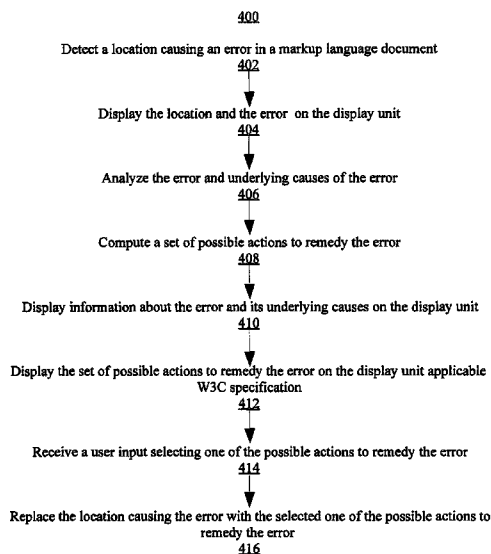 400
Detect a location causing an error in a markup language document
402
Display the location and the error on the display unit
404
Analyze the error and underlying causes of the error
406
Compute a set of possible actions to remedy the error
408
Display information about the error and its underlying causes on the display unit
410
Display the set of possible actions to remedy the error on the display unit applicable
W3C specification
412
Receive a user input selecting one of the possible actions to remedy the error
414
Replace the location causing the error with the selected one of the possible actions to
remedy the error
416